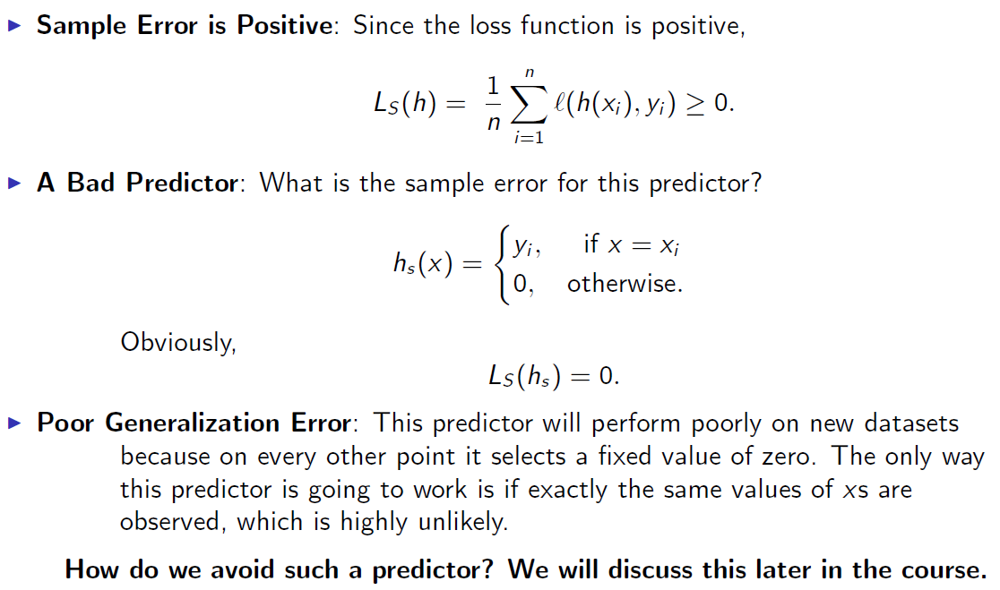 ▶ Sample Error is Positive: Since the loss function is positive,
L_S(h) = \frac{1}{n} \sum_{i=1}^{n} ℓ(h(x_i), y_i) ≥ 0.
▶ A Bad Predictor: What is the sample error for this predictor?
h_s(x) = \begin{cases} y_i, & \text{if } x = x_i \\ 0, & \text{otherwise.} \end{cases}
Obviously,
L_S(h_s) = 0.
▶ Poor Generalization Error: This predictor will perform poorly on new datasets
because on every other point it selects a fixed value of zero. The only way
this predictor is going to work is if exactly the same values of xs are
observed, which is highly unlikely.
How do we avoid such a predictor? We will discuss this later in the course.